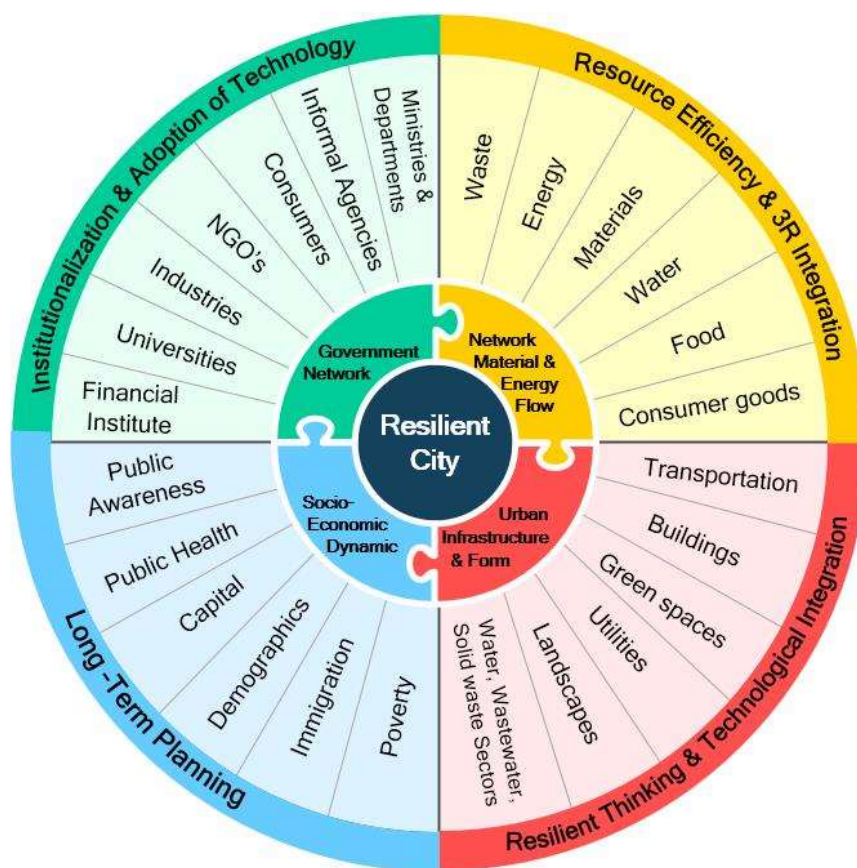 Resilient
City
Government
Network
Network
Material &
Energy
Flow
Urban
Infrastructure
& Form
Socio-
Economic
Dynamic
Institutionalization & Adoption of Technology
Financial
Institute
Universities
Industries
NGO's
Consumers
Informal Agencies
Ministries &
Departments
Resource Efficiency & 3R Integration
Waste
Energy
Materials
Water
Food
Consumer goods
Resilient Thinking & Technological Integration
Transportation
Buildings
Green spaces
Utilities
Landscapes
Water, Wastewater,
Solid waste Sectors
Long -Term Planning
Public
Awareness
Public Health
Capital
Demographics
Immigration
Poverty